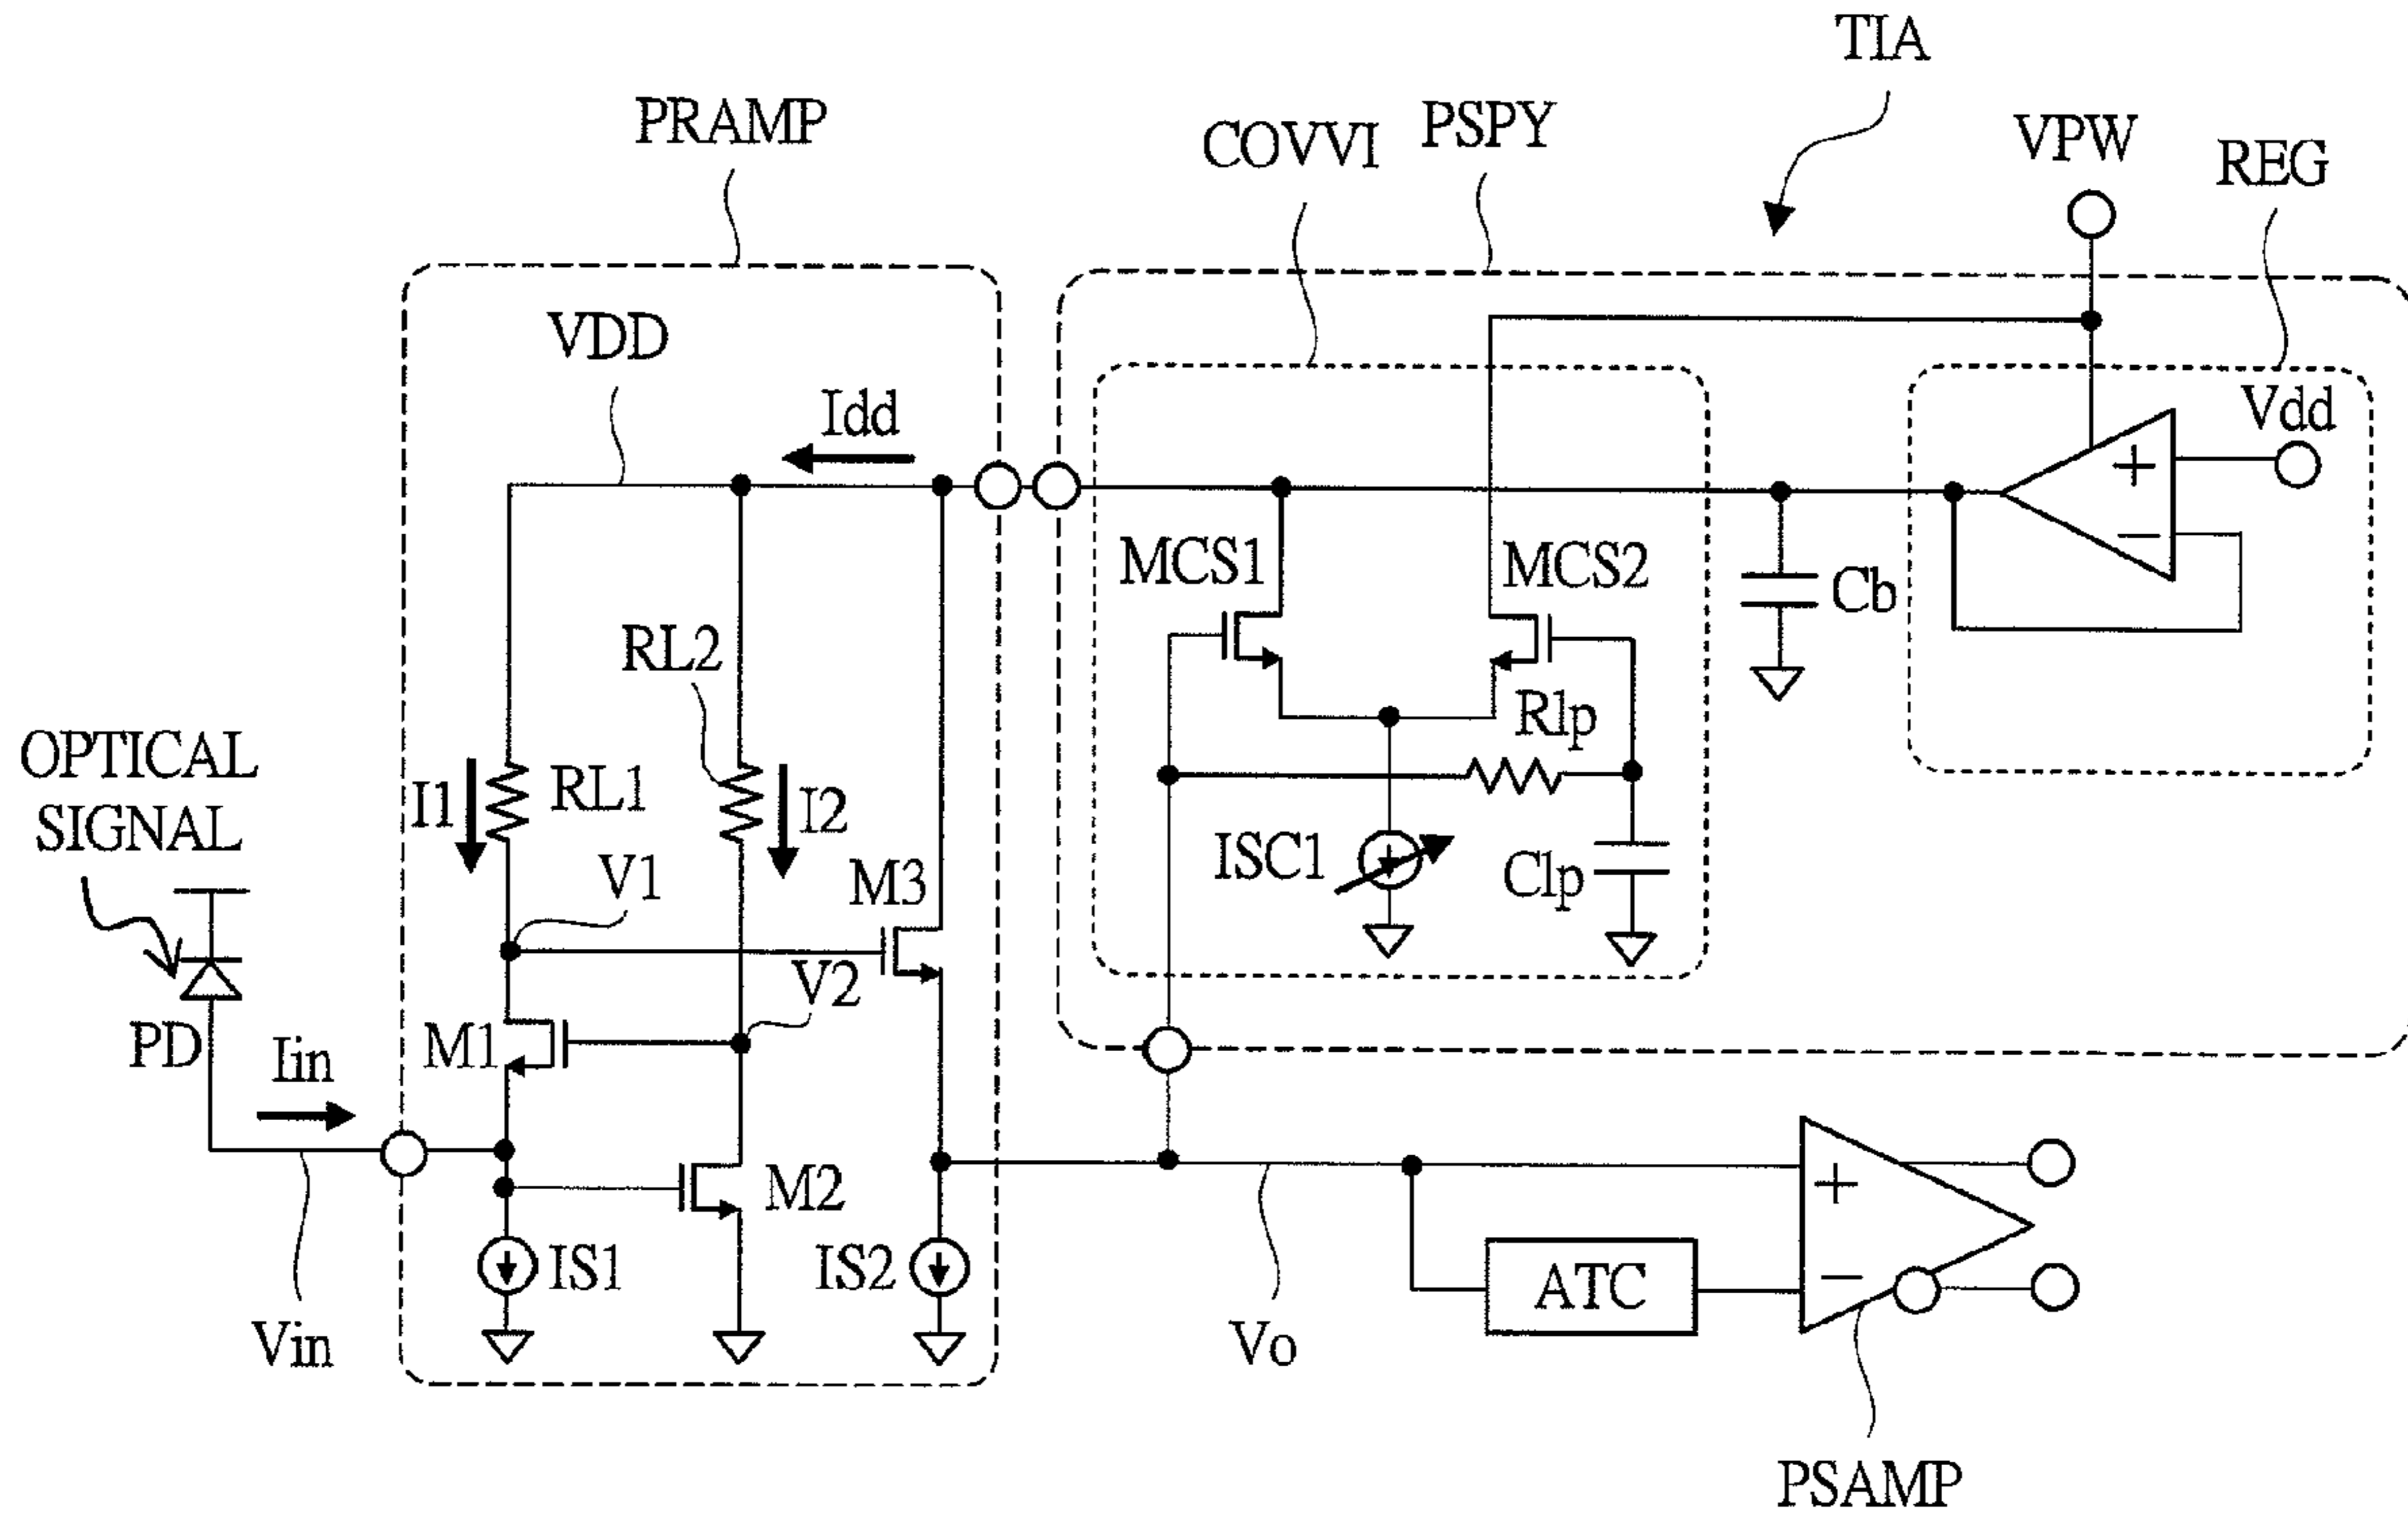 TIA
PRAMP
COVVI
PSPY
VPW
REG
VDD
Idd
Vdd
+
−
MCS1
MCS2
Cb
RL2
Rlp
OPTICAL
SIGNAL
I1
RL1
I2
V1
M3
ISC1
Clp
V2
PD
M1
Iin
M2
+
−
IS1
IS2
ATC
Vin
Vo
PSAMP